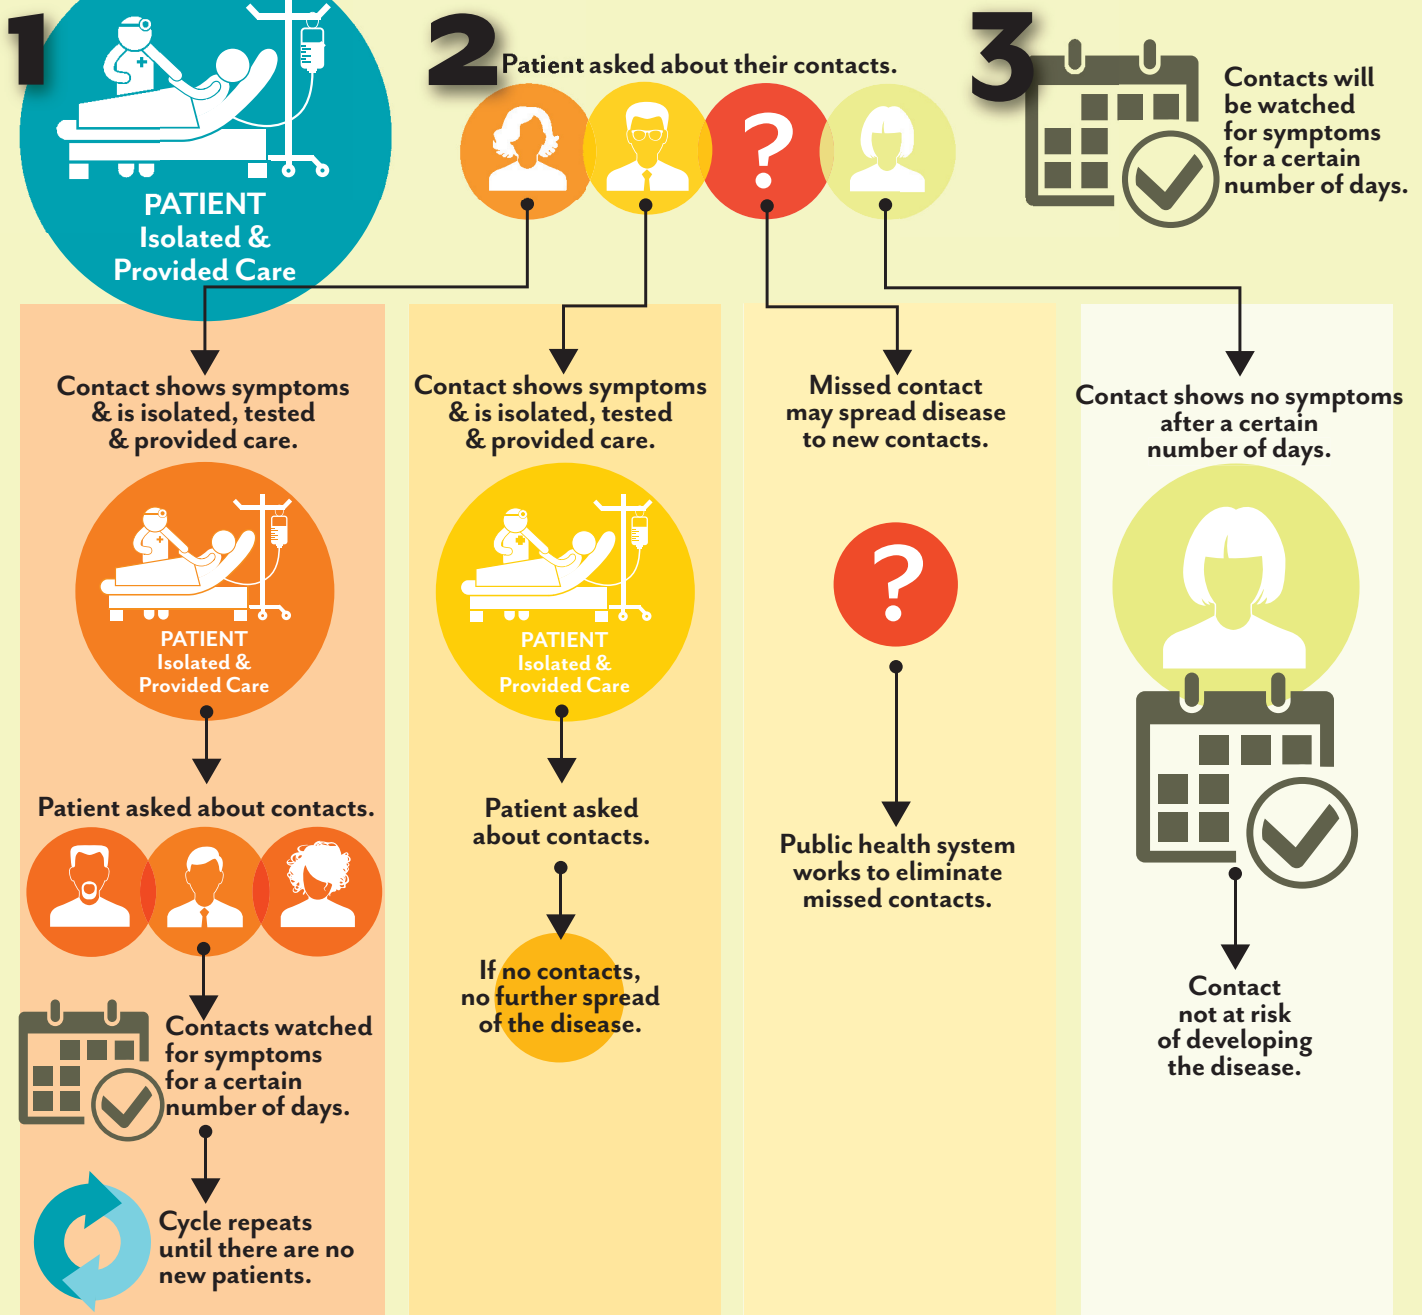 1
PATIENT
Isolated &
Provided Care
2
Patient asked about their contacts.
?
3
Contacts will
be watched
for symptoms
for a certain
number of days.
Contact shows symptoms
& is isolated, tested
& provided care.
PATIENT
Isolated &
Provided Care
Patient asked about contacts.
Contacts watched
for symptoms
for a certain
number of days.
Cycle repeats
until there are no
new patients.
Contact shows symptoms
& is isolated, tested
& provided care.
PATIENT
Isolated &
Provided Care
Patient asked
about contacts.
If no contacts,
no further spread
of the disease.
Missed contact
may spread disease
to new contacts.
?
Public health system
works to eliminate
missed contacts.
Contact shows no symptoms
after a certain
number of days.
Contact
not at risk
of developing
the disease.